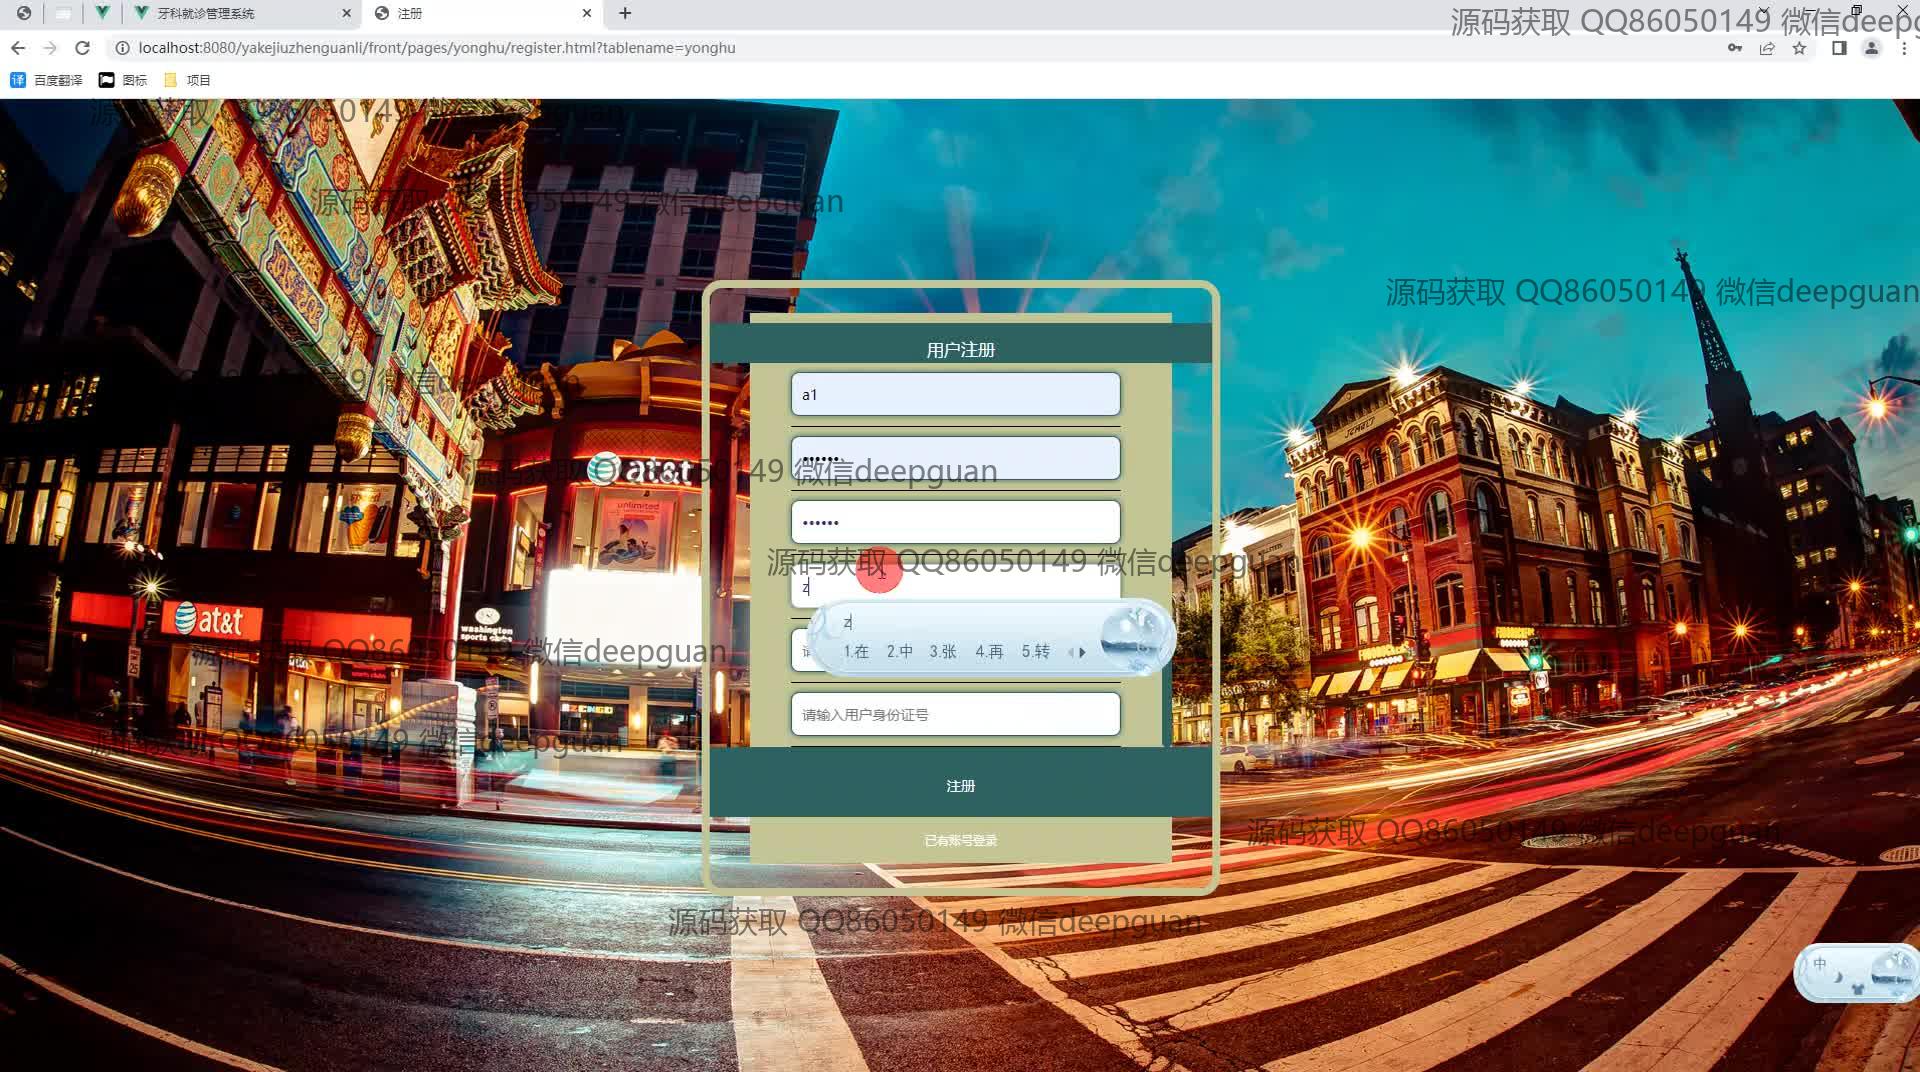 牙科就诊管理系统
注册
源码获取 QQ86050149 微信deepg
localhost:8080/yakejiuzhenguanli/front/pages/yonghu/register.html?tablename=yonghu
译 百度翻译
图标
项目
源码获取 QQ86050149 微信deepguan
源码获取 QQ86050149 微信deepguan
源码获取 QQ86050149 微信deepguan
用户注册
a1
••••••
at&t
源码获取 QQ86050149 微信deepguan
unlimited
••••••
源码获取 QQ86050149 微信deepguan
z
z
1.在 2.中 3.张 4.再 5.转
at&t
washington
sports clubs
源码获取 QQ86050149 微信deepguan
请输入用户身份证号
源码获取 QQ86050149 微信deepguan
注册
源码获取 QQ86050149 微信deepguan
已有账号登录
源码获取 QQ86050149 微信deepguan
中